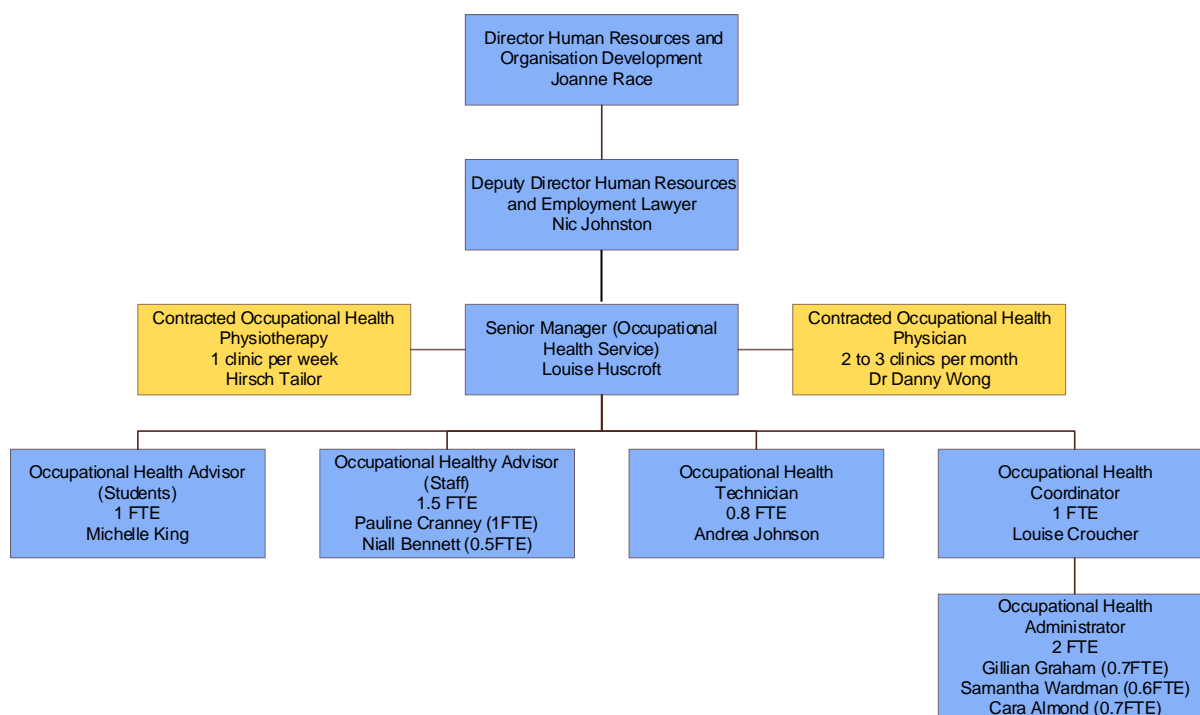 Director Human Resources and
Organisation Development
Joanne Race
Deputy Director Human Resources
and Employment Lawyer
Nic Johnston
Contracted Occupational Health
Physiotherapy
1 clinic per week
Hirsch Tailor
Senior Manager (Occupational
Health Service)
Louise Huscroft
Contracted Occupational Health
Physician
2 to 3 clinics per month
Dr Danny Wong
Occupational Health Advisor
(Students)
1 FTE
Michelle King
Occupational Healthy Advisor
(Staff)
1.5 FTE
Pauline Cranney (1FTE)
Niall Bennett (0.5FTE)
Occupational Health
Technician
0.8 FTE
Andrea Johnson
Occupational Health
Coordinator
1 FTE
Louise Croucher
Occupational Health
Administrator
2 FTE
Gillian Graham (0.7FTE)
Samantha Wardman (0.6FTE)
Cara Almond (0.7FTE)